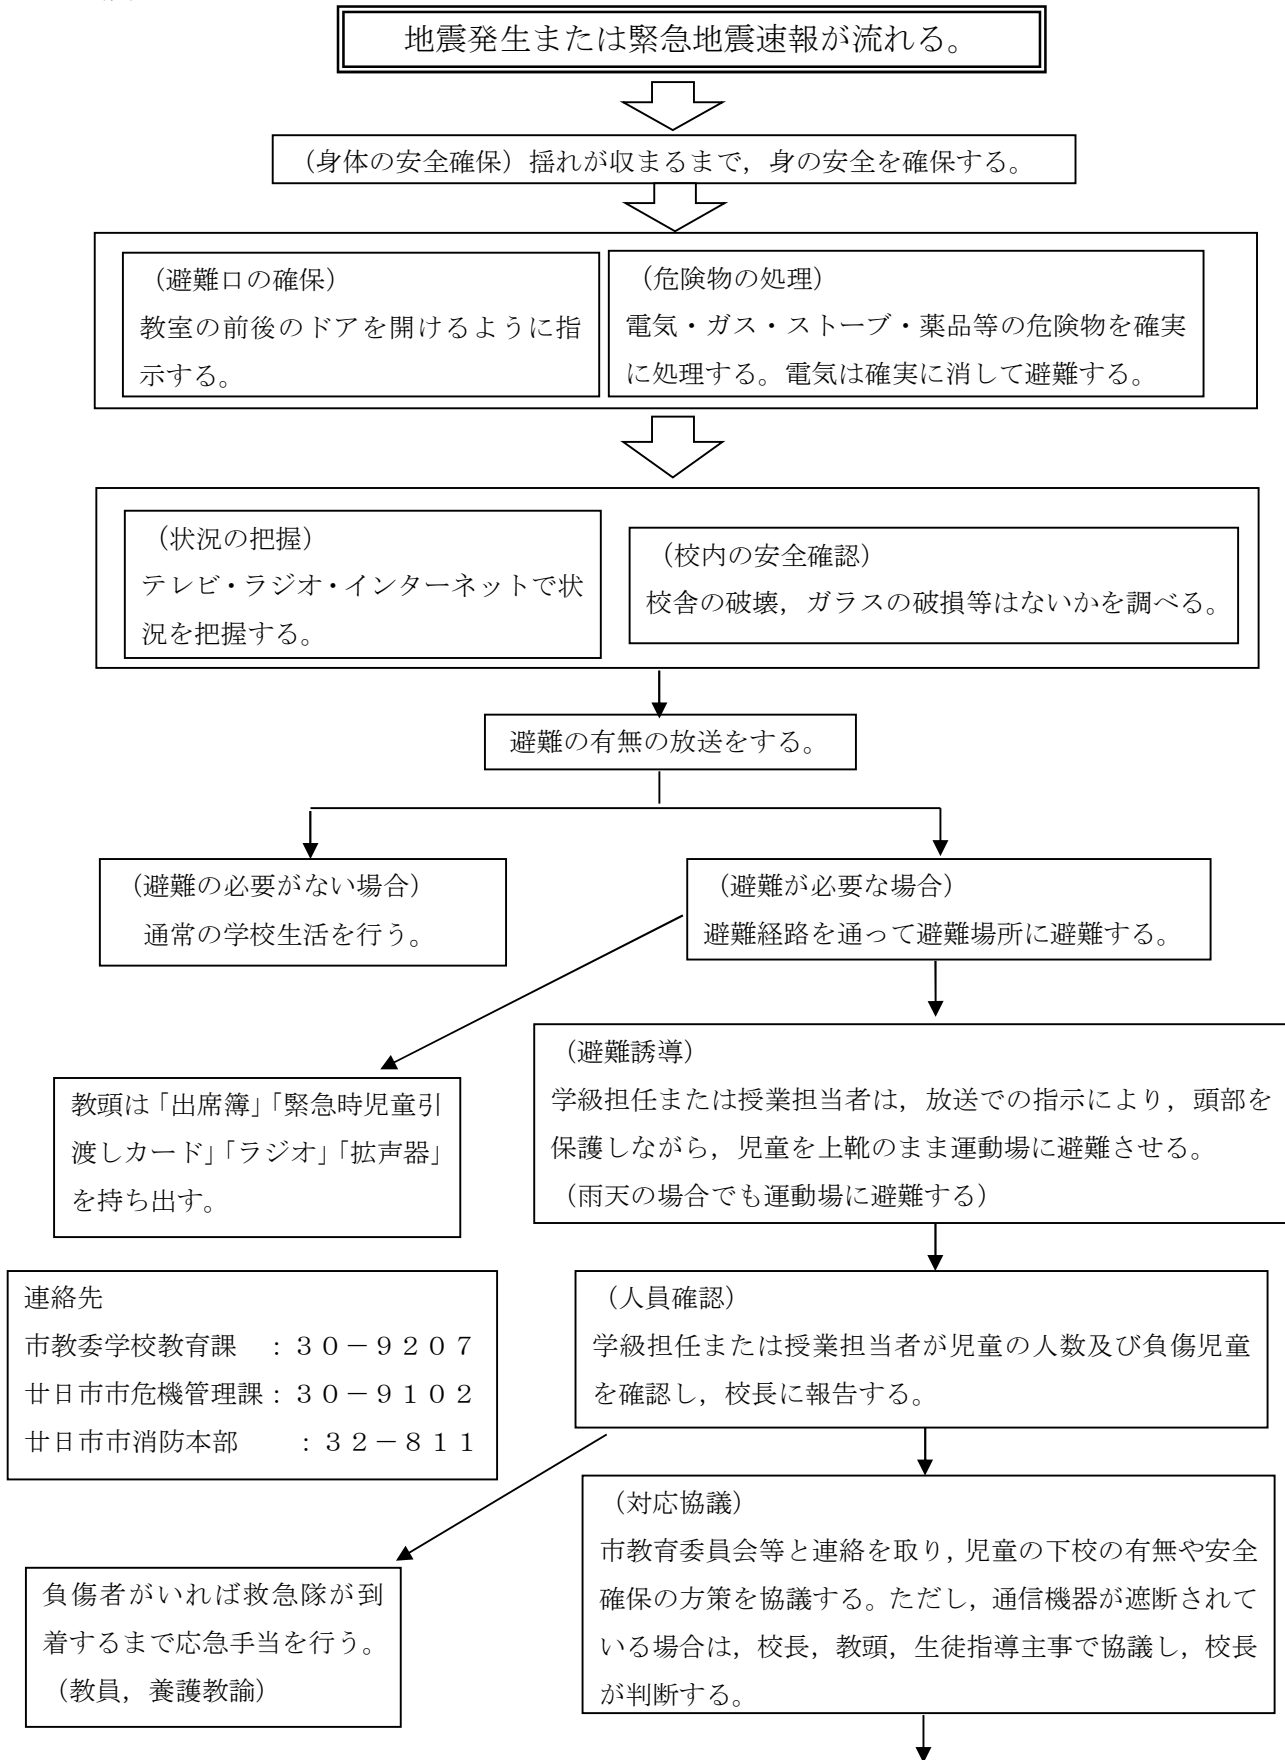 地震発生または緊急地震速報が流れる。
（身体の安全確保）揺れが収まるまで，身の安全を確保する。
（避難口の確保）
教室の前後のドアを開けるように指
示する。
（危険物の処理）
電気・ガス・ストーブ・薬品等の危険物を確実
に処理する。電気は確実に消して避難する。
（状況の把握）
テレビ・ラジオ・インターネットで状
況を把握する。
（校内の安全確認）
校舎の破壊，ガラスの破損等はないかを調べる。
避難の有無の放送をする。
（避難の必要がない場合）
通常の学校生活を行う。
（避難が必要な場合）
避難経路を通って避難場所に避難する。
教頭は「出席簿」「緊急時児童引
渡しカード」「ラジオ」「拡声器」
を持ち出す。
（避難誘導）
学級担任または授業担当者は，放送での指示により，頭部を
保護しながら，児童を上靴のまま運動場に避難させる。
（雨天の場合でも運動場に避難する）
連絡先
市教委学校教育課　：３０－９２０７
廿日市市危機管理課：３０－９１０２
廿日市市消防本部　　：３２－８１１
（人員確認）
学級担任または授業担当者が児童の人数及び負傷児童
を確認し，校長に報告する。
負傷者がいれば救急隊が到
着するまで応急手当を行う。
（教員，養護教諭）
（対応協議）
市教育委員会等と連絡を取り，児童の下校の有無や安全
確保の方策を協議する。ただし，通信機器が遮断されて
いる場合は，校長，教頭，生徒指導主事で協議し，校長
が判断する。